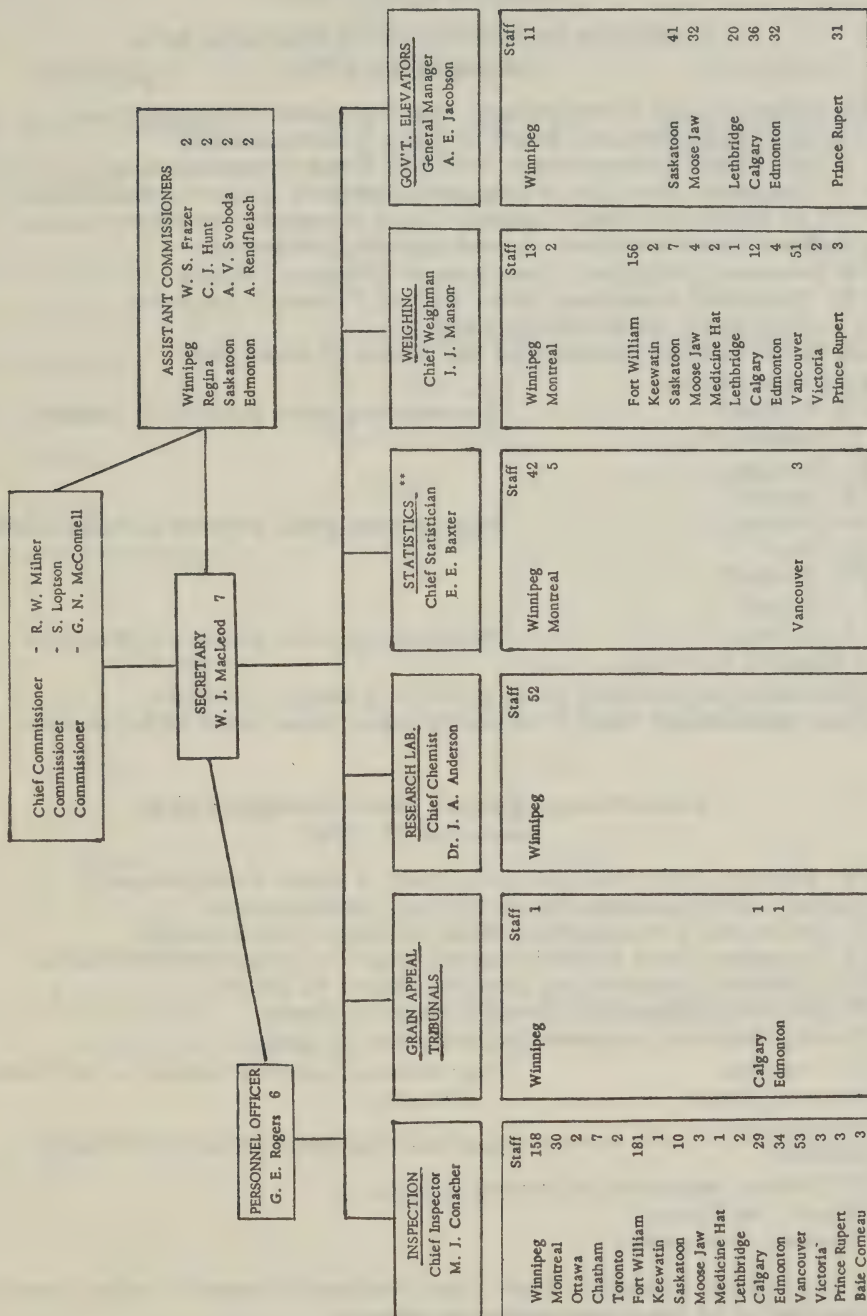 Chief Commissioner - R. W. Milner
Commissioner - S. Loptson
Commissioner - G. N. McConnell
ASSISTANT COMMISSIONERS
Winnipeg W. S. Frazer 2
Regina C. J. Hunt 2
Saskatoon A. V. Svoboda 2
Edmonton A. Rendfleisch 2
SECRETARY
W. J. MacLeod 7
PERSONNEL OFFICER
G. E. Rogers 6
INSPECTION
Chief Inspector
M. J. Conacher
Staff
Winnipeg 158
Montreal 30
Ottawa 2
Chatham 7
Toronto 2
Fort William 181
Keewatin 1
Saskatoon 10
Moose Jaw 3
Medicine Hat 1
Lethbridge 2
Calgary 29
Edmonton 34
Vancouver 53
Victoria 3
Prince Rupert 3
Baie Comeau 3
GRAIN APPEAL
TRIBUNALS
Staff
Winnipeg 1
Calgary 1
Edmonton 1
RESEARCH LAB.
Chief Chemist
Dr. J. A. Anderson
Staff
Winnipeg 52
STATISTICS **
Chief Statistician
E. E. Baxter
Staff
Winnipeg 42
Montreal 5
Vancouver 3
WEIGHING
Chief Weighman
J. J. Manson
Staff
Winnipeg 13
Montreal 2
Fort William 156
Keewatin 2
Saskatoon 7
Moose Jaw 4
Medicine Hat 2
Lethbridge 1
Calgary 12
Edmonton 4
Vancouver 51
Victoria 2
Prince Rupert 3
GOV'T. ELEVATORS
General Manager
A. E. Jacobson
Staff
Winnipeg 11
Saskatoon 41
Moose Jaw 32
Lethbridge 20
Calgary 36
Edmonton 32
Prince Rupert 31